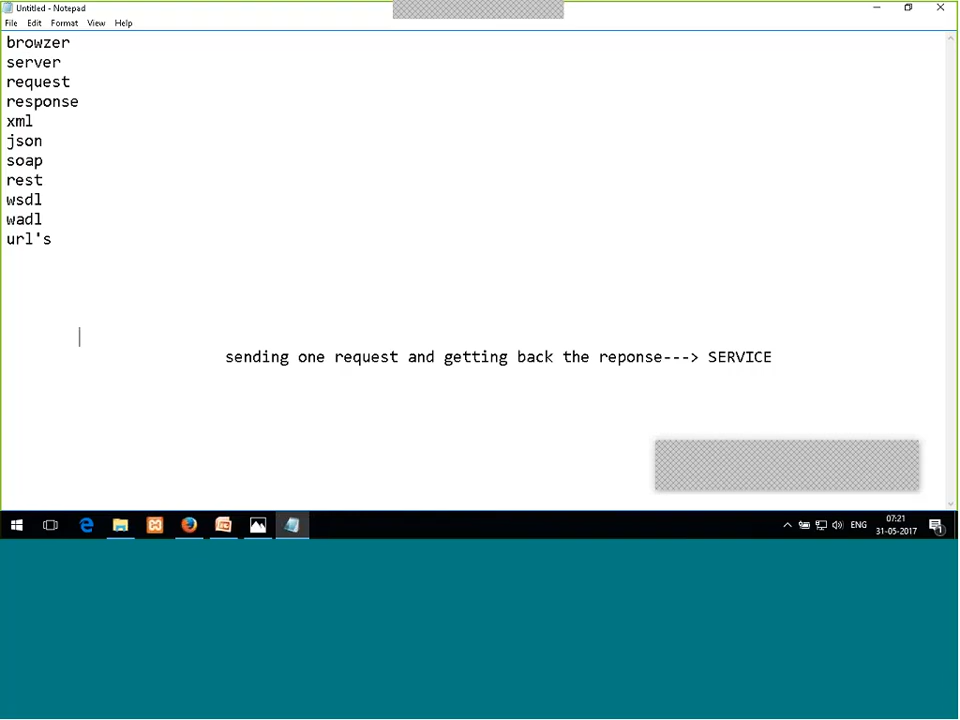 Untitled - Notepad
File Edit Format View Help
browzer
server
request
response
xml
json
soap
rest
wsdl
wadl
url's
sending one request and getting back the reponse---> SERVICE
ENG
07:21
31-05-2017
1